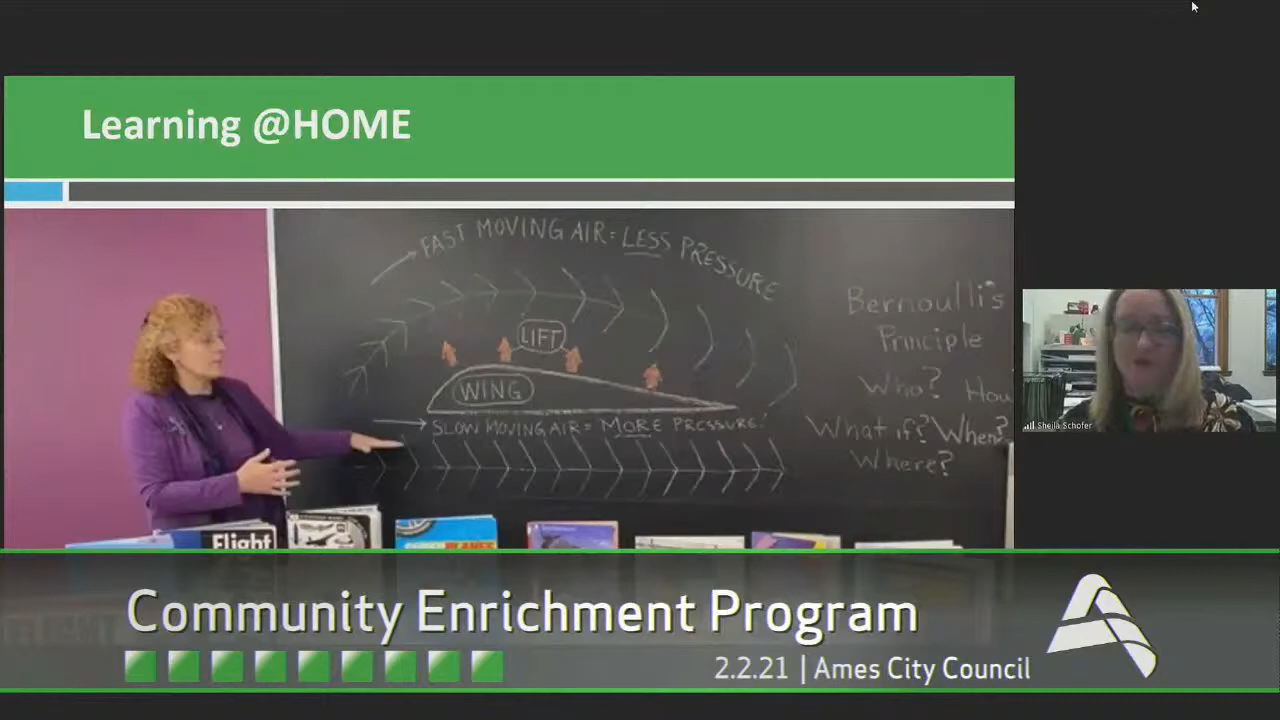 Learning @HOME
FAST MOVING AIR = LESS PRESSURE
LIFT
WING
SLOW MOVING AIR = MORE PRESSURE
Bernoulli's
Principle
Who? How
What if? When?
Where?
Sheila Schofer
Flight
Community Enrichment Program
2.2.21 | Ames City Council